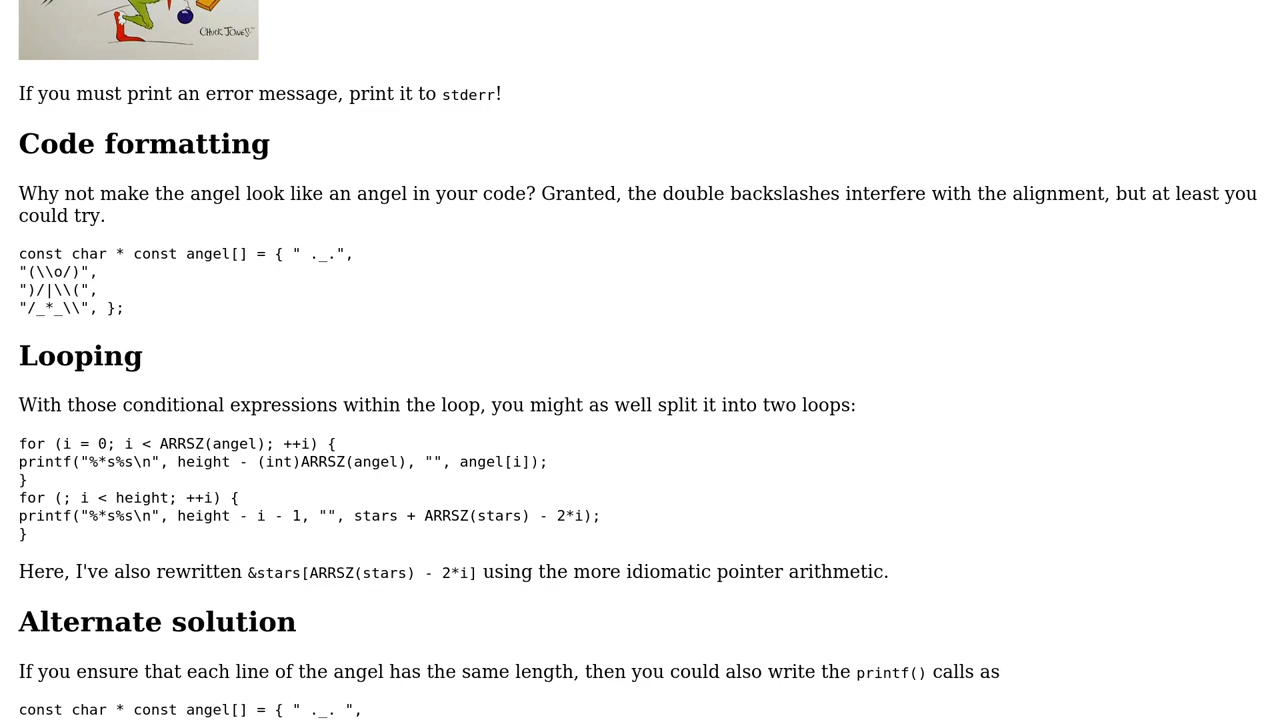 CHUCK JONES™
If you must print an error message, print it to stderr!
Code formatting
Why not make the angel look like an angel in your code? Granted, the double backslashes interfere with the alignment, but at least you
could try.
const char * const angel[] = { " ._.",
"(\\o/)",
")/|\\(",
"/_*_\\", };
Looping
With those conditional expressions within the loop, you might as well split it into two loops:
for (i = 0; i < ARRSZ(angel); ++i) {
printf("%*s%s\n", height - (int)ARRSZ(angel), "", angel[i]);
}
for (; i < height; ++i) {
printf("%*s%s\n", height - i - 1, "", stars + ARRSZ(stars) - 2*i);
}
Here, I've also rewritten &stars[ARRSZ(stars) - 2*i] using the more idiomatic pointer arithmetic.
Alternate solution
If you ensure that each line of the angel has the same length, then you could also write the printf() calls as
const char * const angel[] = { " ._. ",